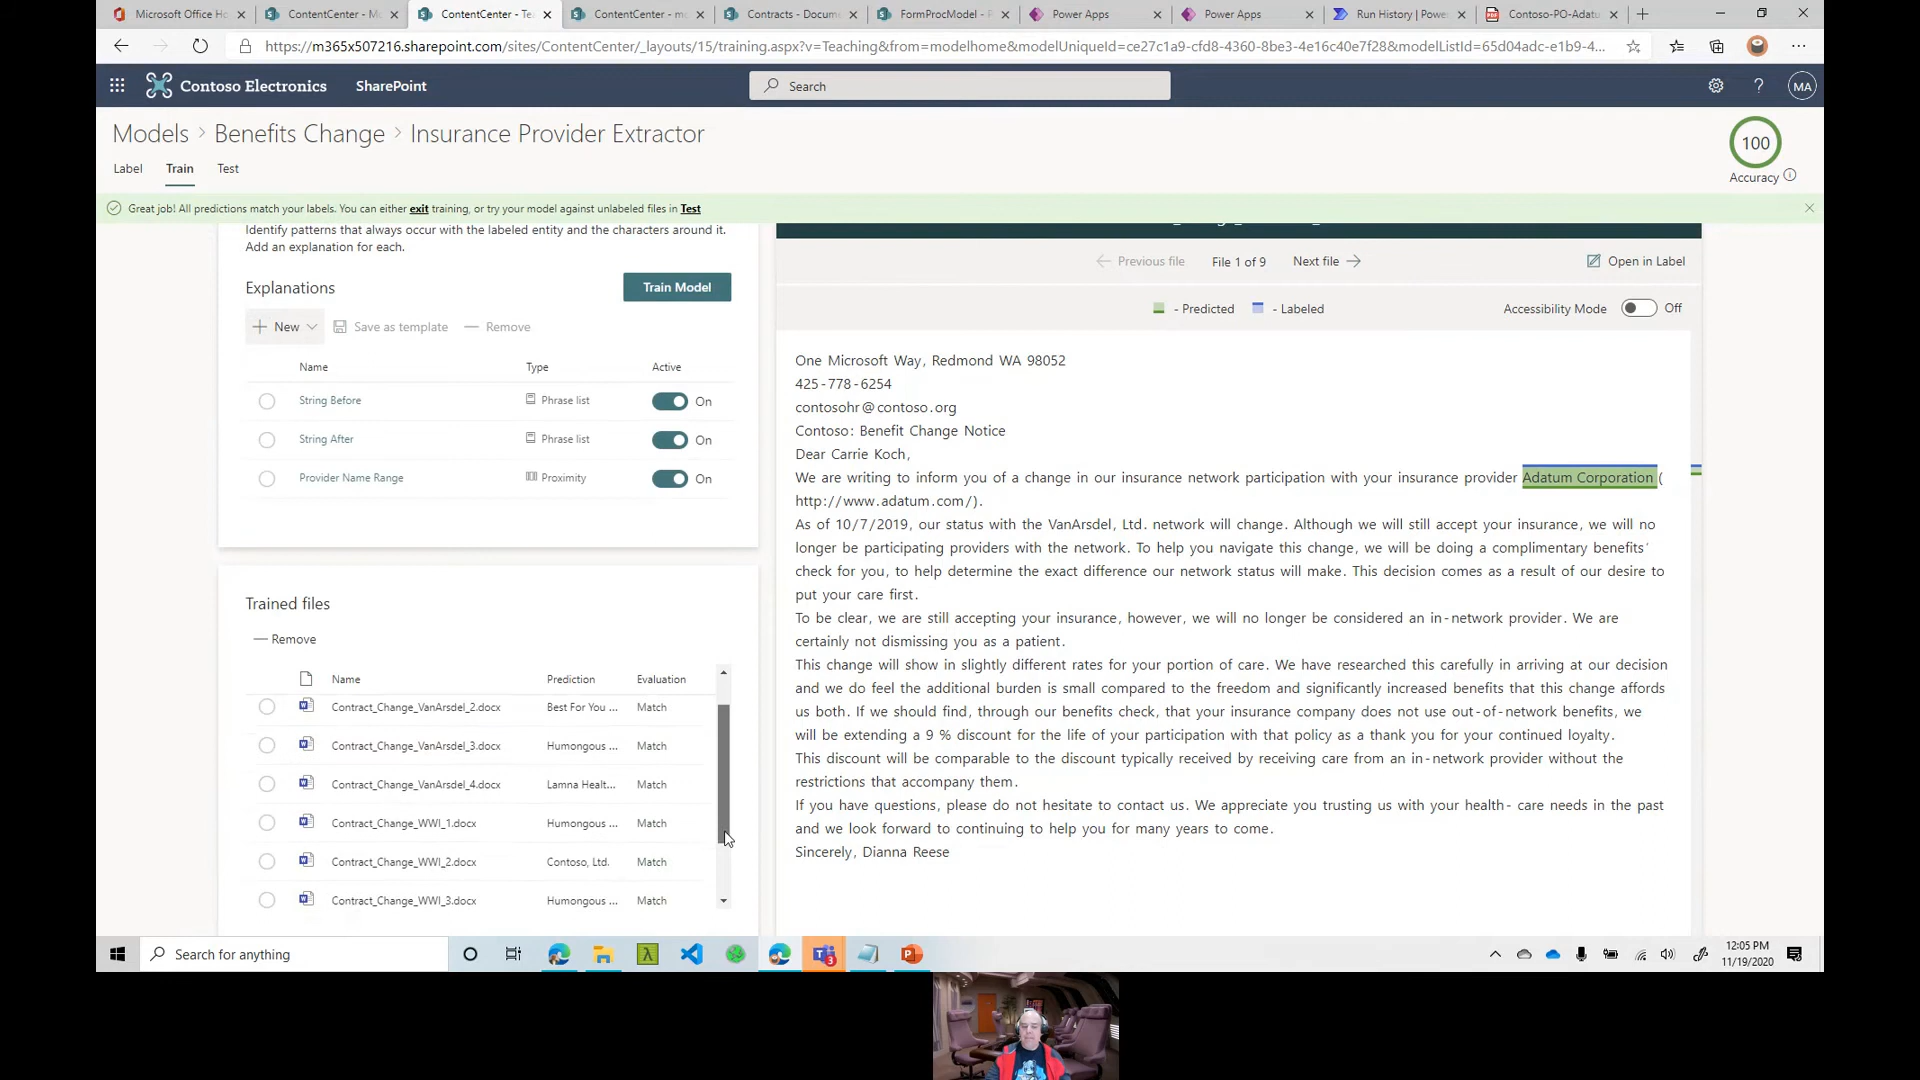 Microsoft Office Ho
ContentCenter - M
ContentCenter - Tea
ContentCenter - m
Contracts - Docum
FormProcModel - P
Power Apps
Power Apps
Run History | Powe
Contoso-PO-Adatu
https://m365x507216.sharepoint.com/sites/ContentCenter/_layouts/15/training.aspx?v=Teaching&from=modelhome&modelUniqueId=ce27c1a9-cfd8-4360-8be3-4e16c40e7f28&modelListId=65d04adc-e1b9-4...
Contoso Electronics
SharePoint
Search
MA
Models > Benefits Change > Insurance Provider Extractor
100
Accuracy
Label
Train
Test
Great job! All predictions match your labels. You can either exit training, or try your model against unlabeled files in Test
Identify patterns that always occur with the labeled entity and the characters around it.
Add an explanation for each.
Explanations
Train Model
New
Save as template
Remove
Name
Type
Active
String Before
Phrase list
On
String After
Phrase list
On
Provider Name Range
Proximity
On
Trained files
Remove
Name
Prediction
Evaluation
Contract_Change_VanArsdel_2.docx
Best For You ...
Match
Contract_Change_VanArsdel_3.docx
Humongous ...
Match
Contract_Change_VanArsdel_4.docx
Lamna Healt...
Match
Contract_Change_WWI_1.docx
Humongous ...
Match
Contract_Change_WWI_2.docx
Contoso, Ltd.
Match
Contract_Change_WWI_3.docx
Humongous ...
Match
Previous file
File 1 of 9
Next file
Open in Label
- Predicted
- Labeled
Accessibility Mode
Off
One Microsoft Way, Redmond WA 98052
425-778-6254
contosohr@contoso.org
Contoso: Benefit Change Notice
Dear Carrie Koch,
We are writing to inform you of a change in our insurance network participation with your insurance provider Adatum Corporation (
http://www.adatum.com/).
As of 10/7/2019, our status with the VanArsdel, Ltd. network will change. Although we will still accept your insurance, we will no
longer be participating providers with the network. To help you navigate this change, we will be doing a complimentary benefits'
check for you, to help determine the exact difference our network status will make. This decision comes as a result of our desire to
put your care first.
To be clear, we are still accepting your insurance, however, we will no longer be considered an in-network provider. We are
certainly not dismissing you as a patient.
This change will show in slightly different rates for your portion of care. We have researched this carefully in arriving at our decision
and we do feel the additional burden is small compared to the freedom and significantly increased benefits that this change affords
us both. If we should find, through our benefits check, that your insurance company does not use out-of-network benefits, we
will be extending a 9 % discount for the life of your participation with that policy as a thank you for your continued loyalty.
This discount will be comparable to the discount typically received by receiving care from an in-network provider without the
restrictions that accompany them.
If you have questions, please do not hesitate to contact us. We appreciate you trusting us with your health- care needs in the past
and we look forward to continuing to help you for many years to come.
Sincerely, Dianna Reese
Search for anything
12:05 PM
11/19/2020